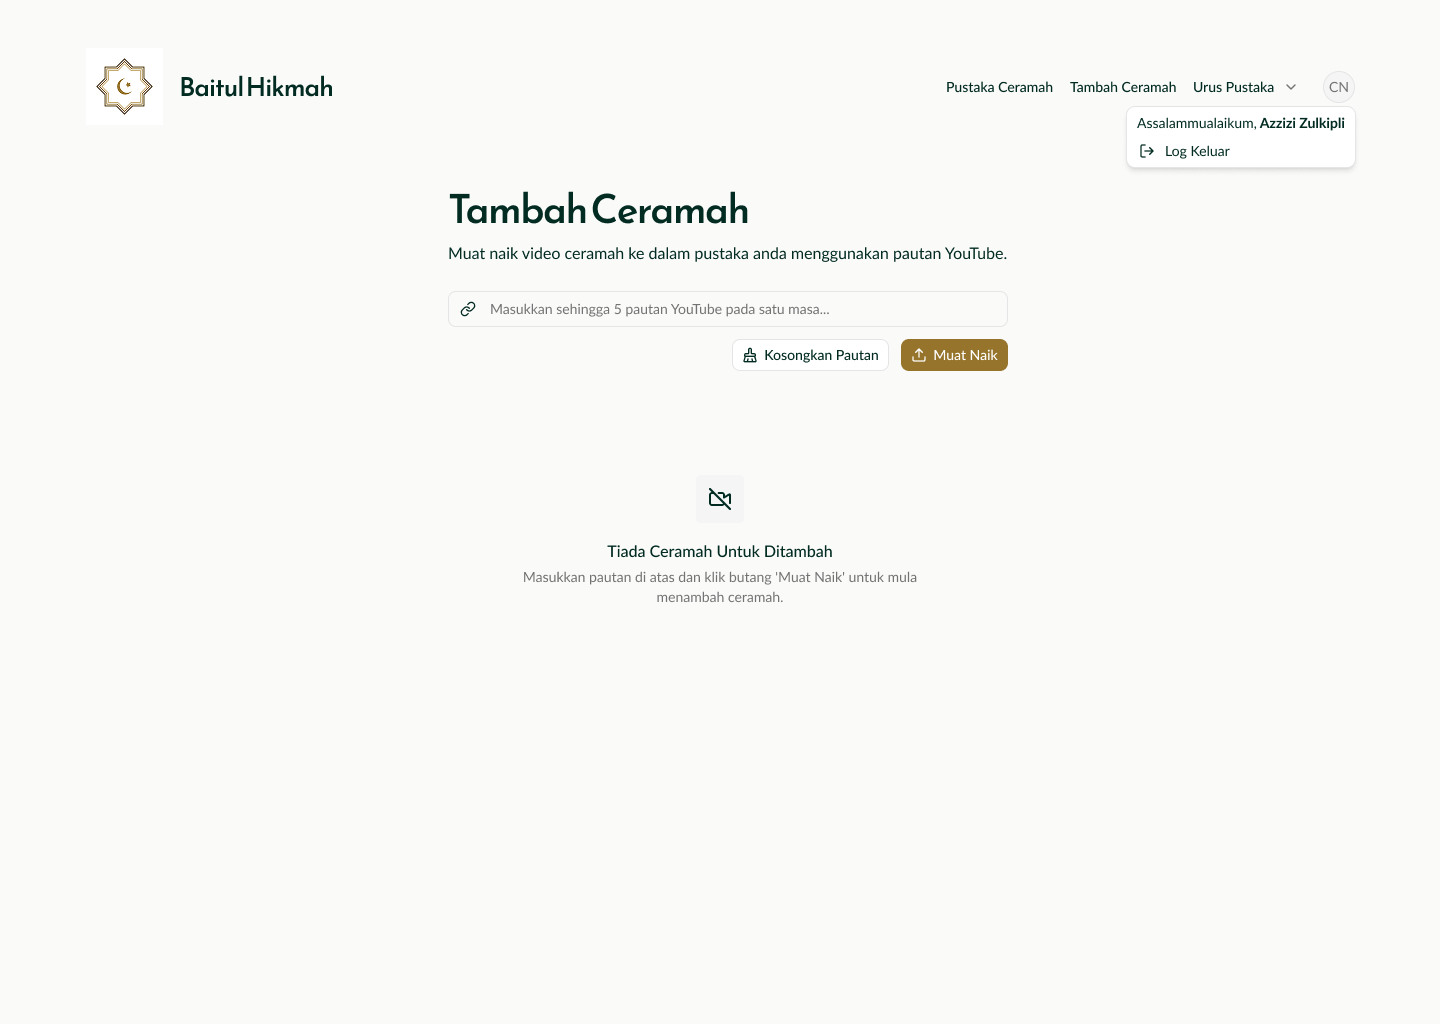 Baitul Hikmah
Pustaka Ceramah
Tambah Ceramah
Urus Pustaka
CN
Assalammualaikum, Azzizi Zulkipli
Log Keluar
Tambah Ceramah
Muat naik video ceramah ke dalam pustaka anda menggunakan pautan YouTube.
Masukkan sehingga 5 pautan YouTube pada satu masa...
Kosongkan Pautan
Muat Naik
Tiada Ceramah Untuk Ditambah
Masukkan pautan di atas dan klik butang 'Muat Naik' untuk mula
menambah ceramah.